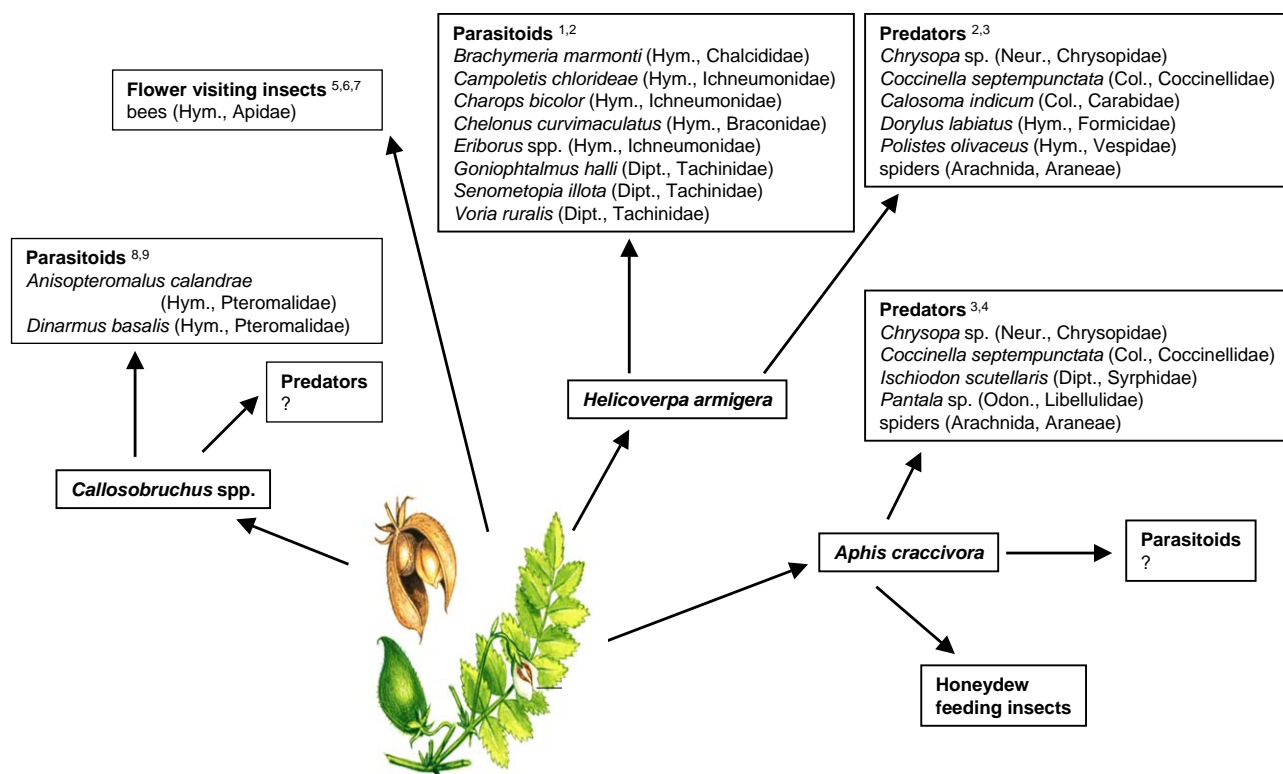 Parasitoids 1,2
Brachymeria marmonti (Hym., Chalcididae)
Campoletis chlorideae (Hym., Ichneumonidae)
Charops bicolor (Hym., Ichneumonidae)
Chelonus curvimaculatus (Hym., Braconidae)
Eriborus spp. (Hym., Ichneumonidae)
Goniophtalmus halli (Dipt., Tachinidae)
Senometopia illota (Dipt., Tachinidae)
Voria ruralis (Dipt., Tachinidae)
Predators 2,3
Chrysopa sp. (Neur., Chrysopidae)
Coccinella septempunctata (Col., Coccinellidae)
Calosoma indicum (Col., Carabidae)
Dorylus labiatus (Hym., Formicidae)
Polistes olivaceus (Hym., Vespidae)
spiders (Arachnida, Araneae)
Flower visiting insects 5,6,7
bees (Hym., Apidae)
Parasitoids 8,9
Anisopteromalus calandrae
(Hym., Pteromalidae)
Dinarmus basalis (Hym., Pteromalidae)
Predators
?
Helicoverpa armigera
Predators 3,4
Chrysopa sp. (Neur., Chrysopidae)
Coccinella septempunctata (Col., Coccinellidae)
Ischiodon scutellaris (Dipt., Syrphidae)
Pantala sp. (Odon., Libellulidae)
spiders (Arachnida, Araneae)
Callosobruchus spp.
Aphis craccivora
Parasitoids
?
Honeydew
feeding insects